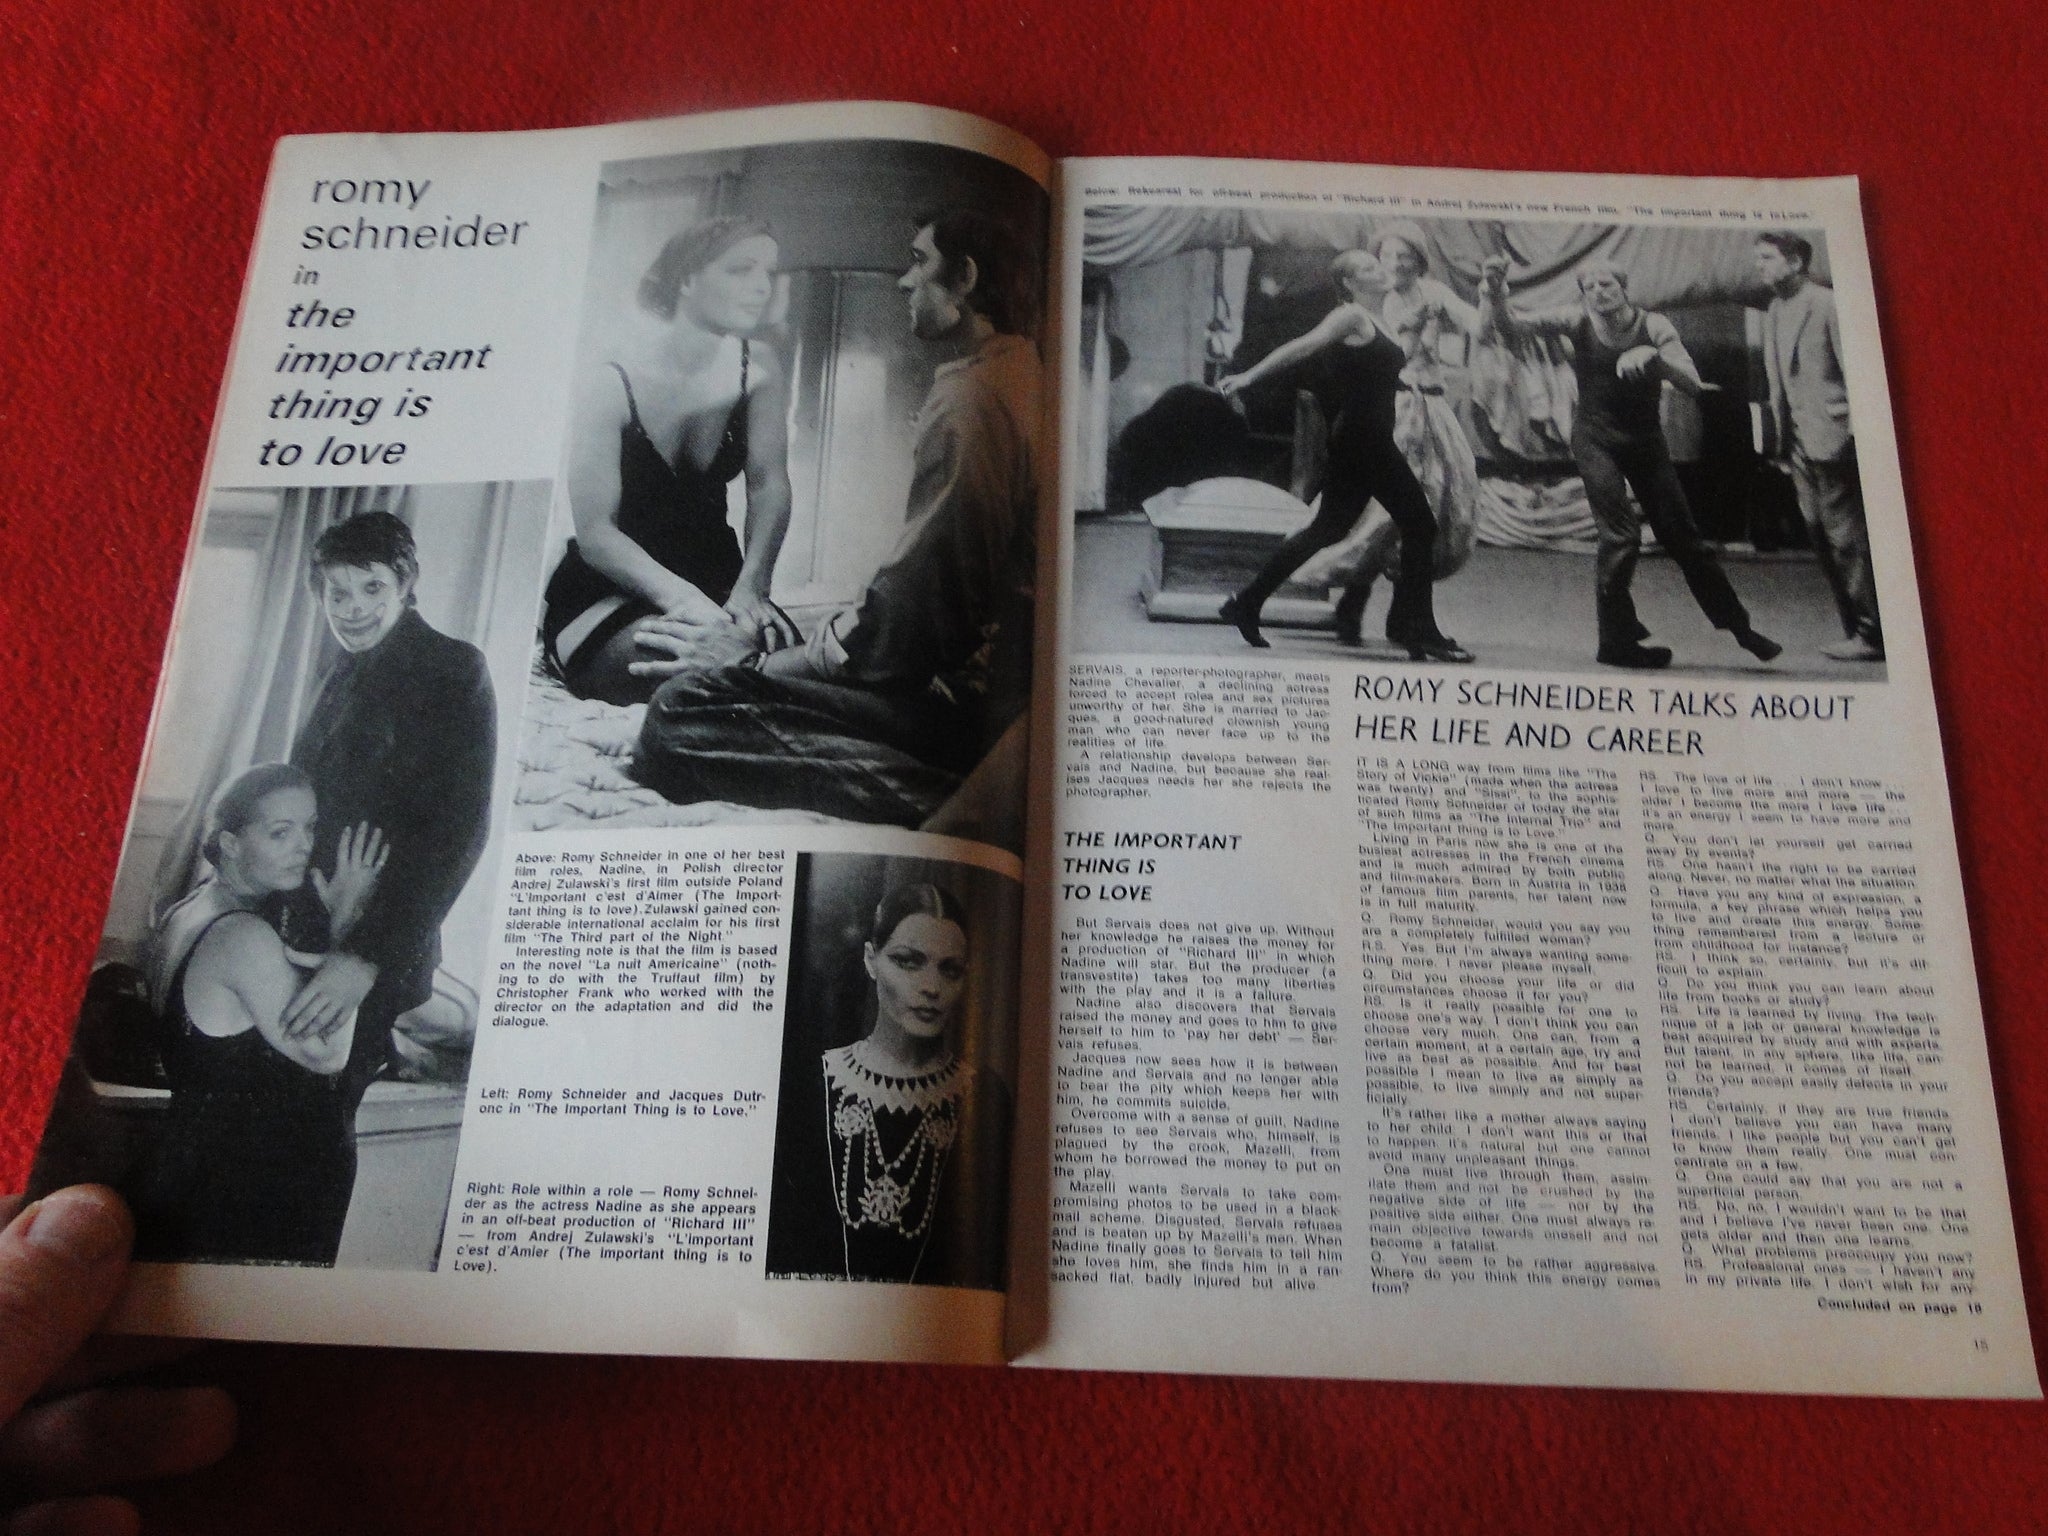 romy
schneider
in
the
important
thing is
to love
Above: Romy Schneider in one of her best
film roles, Nadine, in Polish director
Andrej Zulawski's first film outside Poland
"L'Important c'est d'Aimer (The Import-
tant thing is to love). Zulawski gained con-
siderable international acclaim for his first
film "The Third part of the Night."
Interesting note is that the film is based
on the novel "La nuit Americaine" (noth-
ing to do with the Truffaut film) by
Christopher Frank who worked with the
director on the adaptation and did the
dialogue.
Left: Romy Schneider and Jacques Dutr-
onc in "The Important Thing is to Love."
Right: Role within a role — Romy Schnei-
der as the actress Nadine as she appears
in an off-beat production of "Richard III"
— from Andrej Zulawski's "L'important
c'est d'Amier (The important thing is to
Love).
Below: Rehearsal for off-beat production of "Richard III" in Andrej Zulawski's new French film, "The important thing is to Love."
SERVAIS, a reporter-photographer, meets
Nadine Chevalier, a declining actress
forced to accept roles and sex pictures
unworthy of her. She is married to Jac-
ques, a good-natured clownish young
man who can never face up to the
realities of life.
A relationship develops between Ser-
vais and Nadine, but because she real-
ises Jacques needs her she rejects the
photographer.
THE IMPORTANT
THING IS
TO LOVE
But Servais does not give up. Without
her knowledge he raises the money for
a production of "Richard III" in which
Nadine will star. But the producer (a
transvestite) takes too many liberties
with the play and it is a failure.
Nadine also discovers that Servais
raised the money and goes to him to give
herself to him to 'pay her debt' — Ser-
vais refuses.
Jacques now sees how it is between
Nadine and Servais and no longer able
to bear the pity which keeps her with
him, he commits suicide.
Overcome with a sense of guilt, Nadine
refuses to see Servais who, himself, is
plagued by the crook, Mazelli, from
whom he borrowed the money to put on
the play.
Mazelli wants Servais to take com-
promising photos to be used in a black-
mail scheme. Disgusted, Servais refuses
and is beaten up by Mazelli's men. When
Nadine finally goes to Servais to tell him
she loves him, she finds him in a ran-
sacked flat, badly injured but alive.
ROMY SCHNEIDER TALKS ABOUT
HER LIFE AND CAREER
IT IS A LONG way from films like "The
Story of Vickie" (made when the actress
was twenty) and "Sissi", to the sophis-
ticated Romy Schneider of today the star
of such films as "The Internal Trio" and
"The Important thing is to Love."
Living in Paris now she is one of the
busiest actresses in the French cinema
and is much admired by both public
and film-makers. Born in Austria in 1938
of famous film parents, her talent now
is in full maturity.
Q. Romy Schneider, would you say you
are a completely fulfilled woman?
R.S. Yes. But I'm always wanting some-
thing more. I never please myself.
Q. Did you choose your life or did
circumstances choose it for you?
RS. Is it really possible for one to
choose one's way. I don't think you can
choose very much. One can, from a
certain moment, at a certain age, try and
live as best as possible. And for best
possible I mean to live as simply as
possible, to live simply and not super-
ficially.
It's rather like a mother always saying
to her child: I don't want this or that
to happen. It's natural but one cannot
avoid many unpleasant things.
One must live through them, assim-
ilate them and not be crushed by the
negative side of life — nor by the
positive side either. One must always re-
main objective towards oneself and not
become a fatalist.
Q. You seem to be rather aggressive.
Where do you think this energy comes
from?
RS. The love of life . . . I don't know . . .
I love to live more and more — the
older I become the more I love life . . .
it's an energy I seem to have more and
more.
Q. You don't let yourself get carried
away by events?
RS. One hasn't the right to be carried
along. Never, no matter what the situation.
Q. Have you any kind of expression, a
formula, a key phrase which helps you
to live and create this energy. Some-
thing remembered from a lecture or
from childhood for instance?
RS. I think so, certainly, but it's dif-
ficult to explain.
Q. Do you think you can learn about
life from books or study?
RS. Life is learned by living. The tech-
nique of a job or general knowledge is
best acquired by study and with experts.
But talent, in any sphere, like life, can-
not be learned, it comes of itself.
Q. Do you accept easily defects in your
friends?
RS. Certainly, if they are true friends.
I don't believe you can have many
friends. I like people but you can't get
to know them really. One must con-
centrate on a few.
Q. One could say that you are not a
superficial person.
RS. No, no, I wouldn't want to be that
and I believe I've never been one. One
gets older and then one learns.
Q. What problems preoccupy you now?
RS. Professional ones — I haven't any
in my private life. I don't wish for any-
Concluded on page 18
15